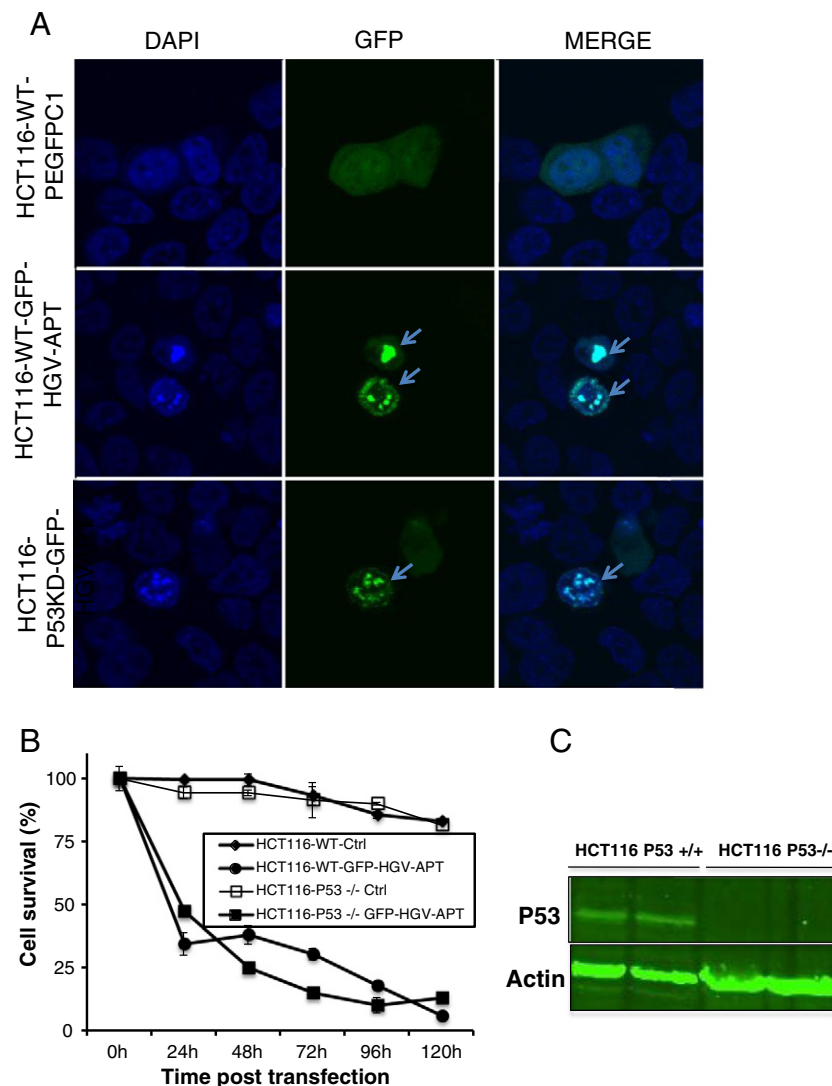 A
DAPI
GFP
MERGE
HCT116-WT-
PEGFPC1
HCT116-WT-GFP-
HGV-APT
HCT116-
P53KD-GFP-
B
Cell survival (%)
100
75
50
25
0
0h
24h
48h
72h
96h
120h
Time post transfection
HCT116-WT-Ctrl
HCT116-WT-GFP-HGV-APT
HCT116-P53 -/- Ctrl
HCT116-P53 -/- GFP-HGV-APT
C
HCT116 P53 +/+
HCT116 P53-/-
P53
Actin